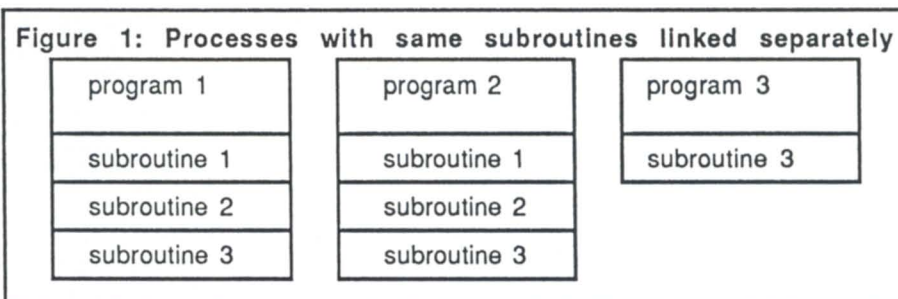 Figure 1: Processes with same subroutines linked separately
program 1
program 2
program 3
subroutine 1
subroutine 1
subroutine 3
subroutine 2
subroutine 2
subroutine 3
subroutine 3